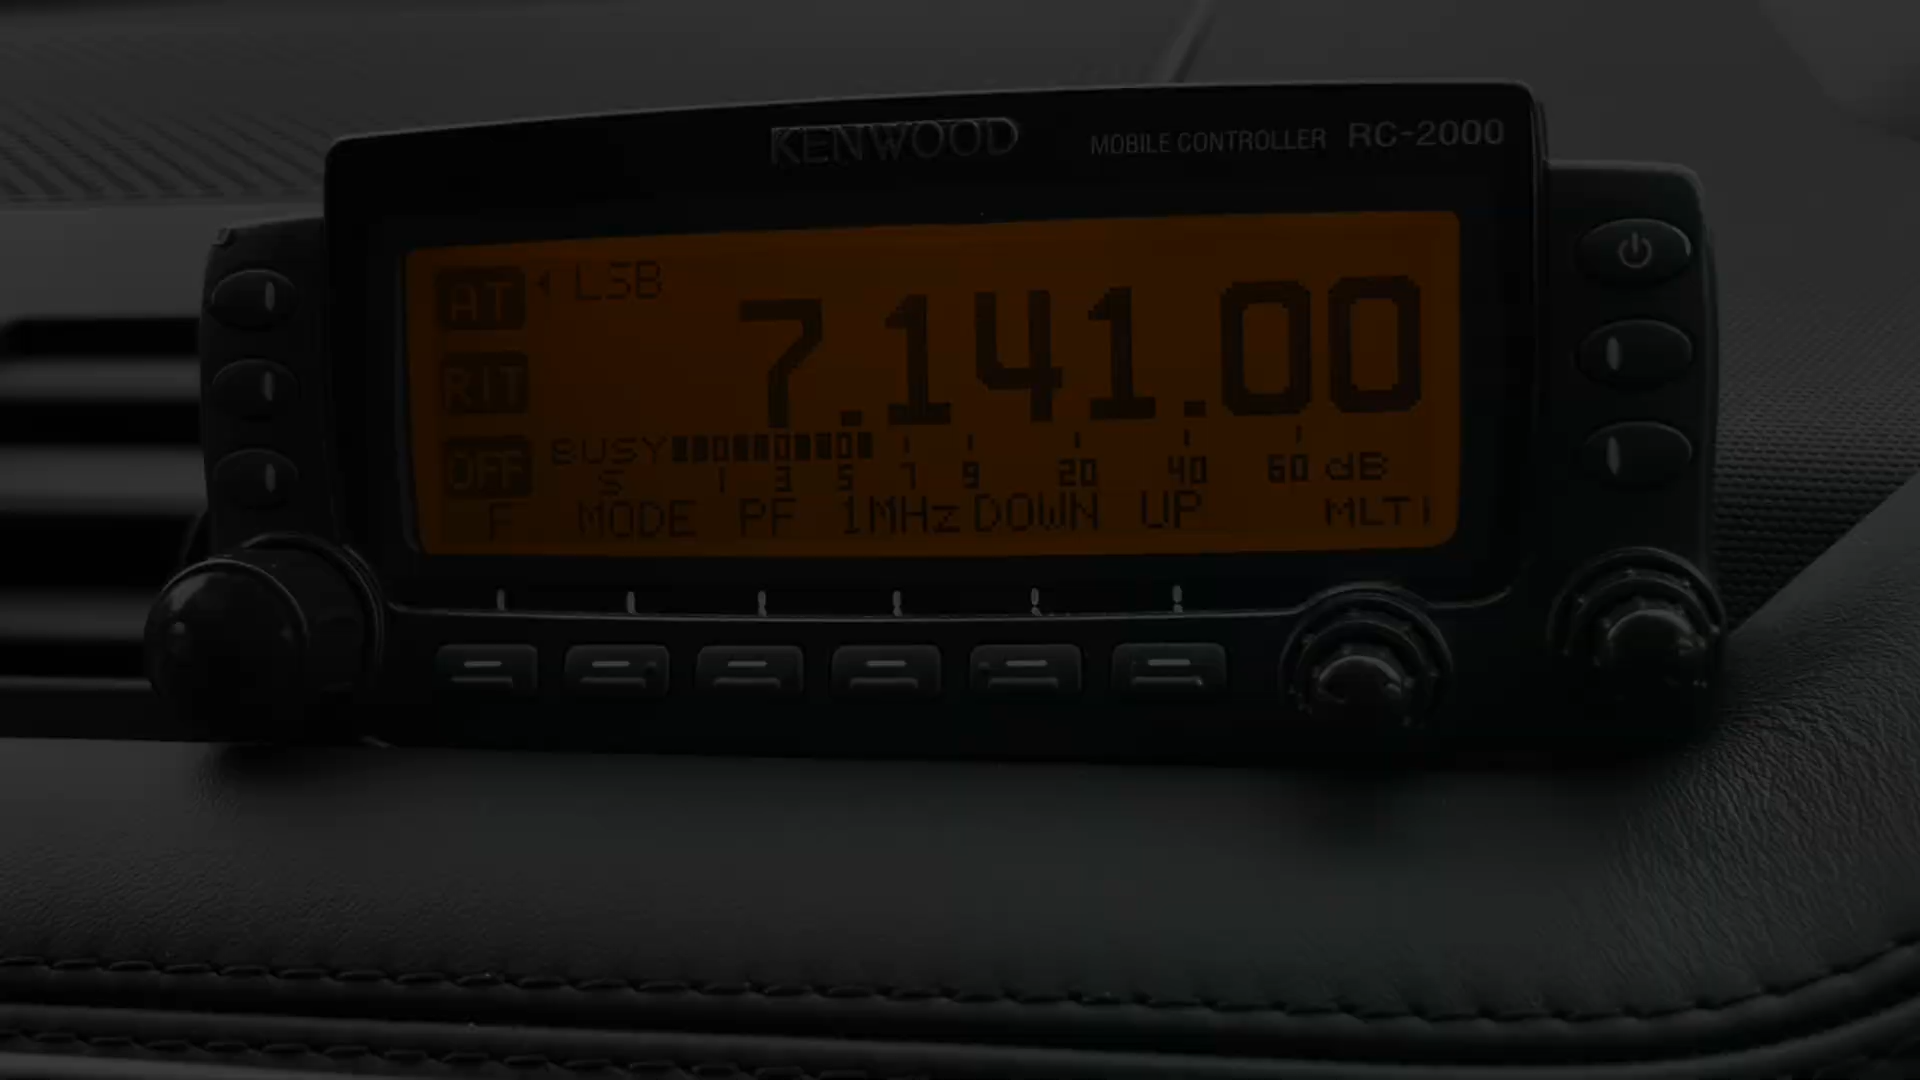 KENWOOD MOBILE CONTROLLER RC-2000
AT LSB
7.141.00
RIT
BUSY
OFF S 1 3 5 7 9 20 40 60 dB
F MODE PF 1MHz DOWN UP MLTI